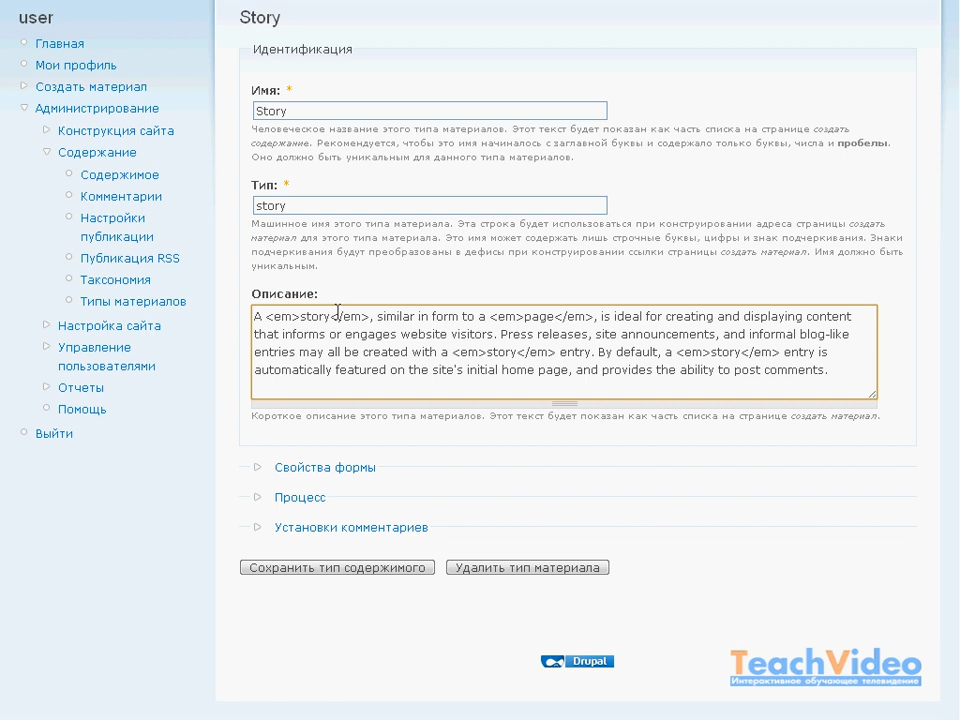 user
Главная
Мои профиль
Создать материал
Администрирование
Конструкция сайта
Содержание
Содержимое
Комментарии
Настройки
публикации
Публикация RSS
Таксономия
Типы материалов
Настройка сайта
Управление
пользователями
Отчеты
Помощь
Выйти
Story
Идентификация
Имя: *
Story
Человеческое название этого типа материалов. Этот текст будет показан как часть списка на странице создать
содержание. Рекомендуется, чтобы это имя начиналось с заглавной буквы и содержало только буквы, числа и пробелы.
Оно должно быть уникальным для данного типа материалов.
Тип: *
story
Машинное имя этого типа материала. Эта строка будет использоваться при конструировании адреса страницы создать
материал для этого типа материала. Это имя может содержать лишь строчные буквы, цифры и знак подчеркивания. Знаки
подчеркивания будут преобразованы в дефисы при конструировании ссылки страницы создать материал. Имя должно быть
уникальным.
Описание:
A <em>story</em>, similar in form to a <em>page</em>, is ideal for creating and displaying content
that informs or engages website visitors. Press releases, site announcements, and informal blog-like
entries may all be created with a <em>story</em> entry. By default, a <em>story</em> entry is
automatically featured on the site's initial home page, and provides the ability to post comments.
Короткое описание этого типа материалов. Этот текст будет показан как часть списка на странице создать материал.
Свойства формы
Процесс
Установки комментариев
Сохранить тип содержимого Удалить тип материала
Drupal
TeachVideo
Интерактивное обучающее телевидение